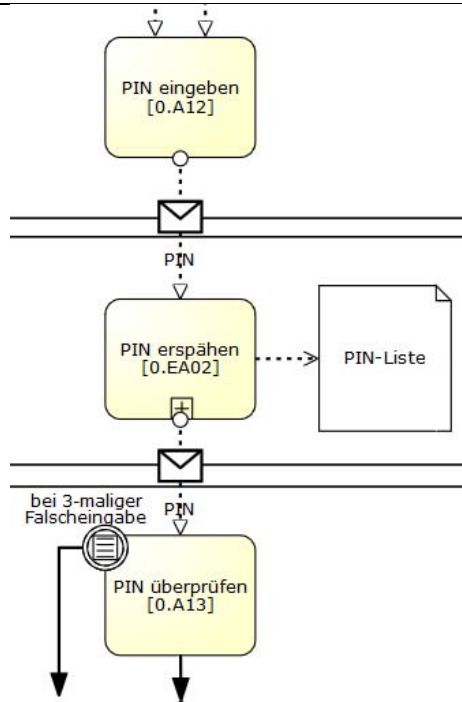 PIN eingeben
[0.A12]
PIN
PIN erspähen
[0.EA02]
PIN-Liste
PIN
bei 3-maliger
Falscheingabe
PIN überprüfen
[0.A13]